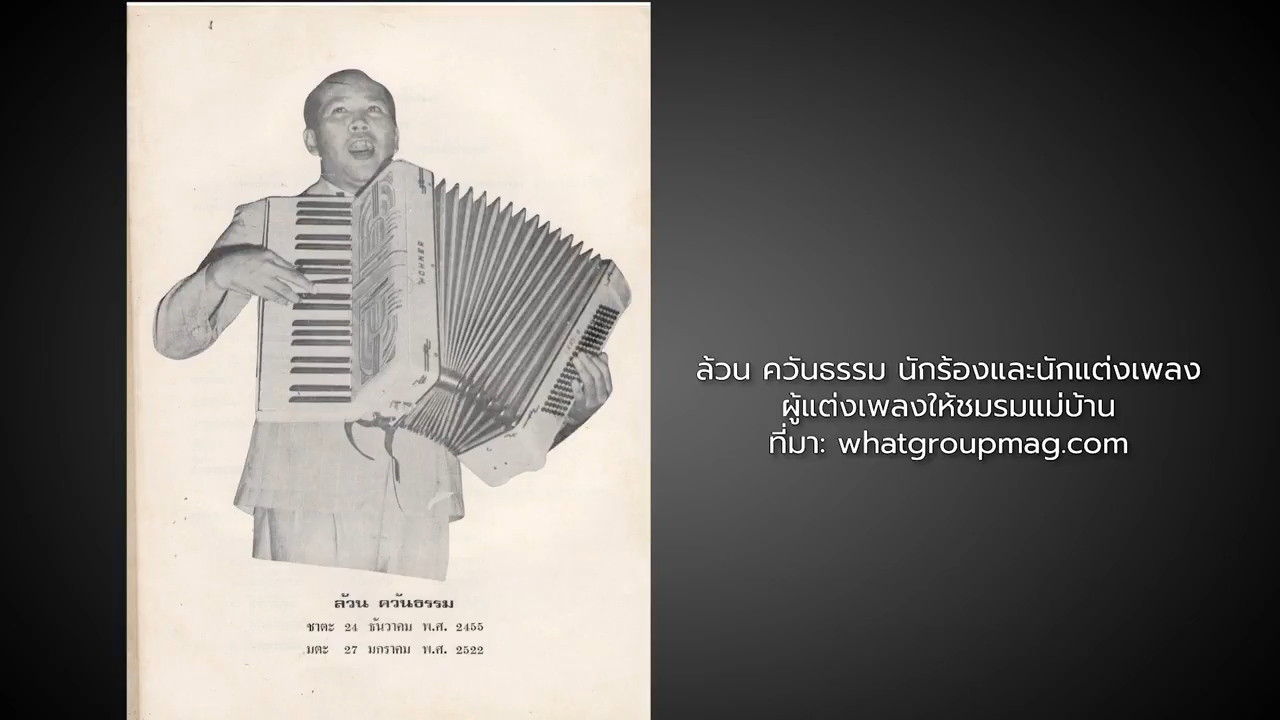 ล้วน ควันธรรม
ชาตะ 24 ธันวาคม พ.ศ. 2455
มตะ 27 มกราคม พ.ศ. 2522
ล้วน ควันธรรม นักร้องและนักแต่งเพลง
ผู้แต่งเพลงให้ชมรมแม่บ้าน
ที่มา: whatgroupmag.com